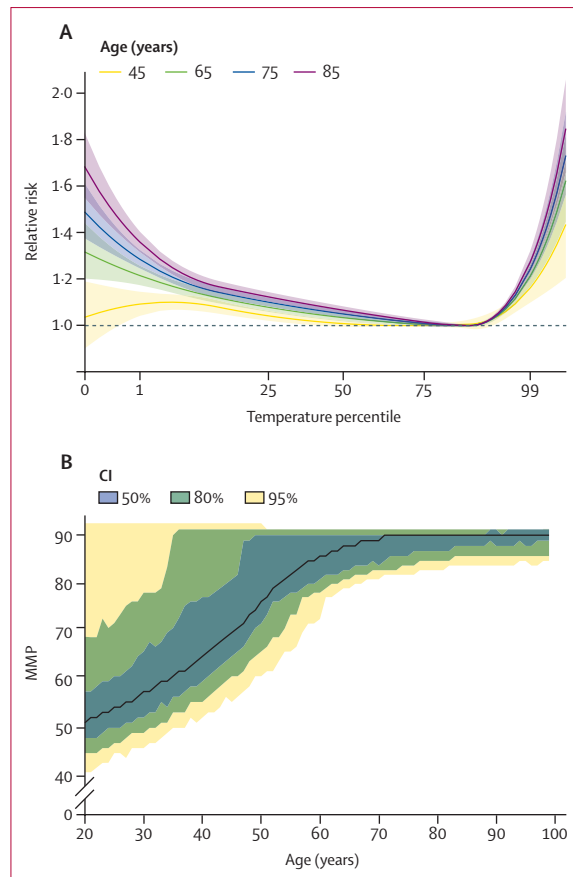 A
Age (years)
45 65 75 85
2·0
1·8
1·6
1·4
1·2
1·0
Relative risk
0 1 25 50 75 99
Temperature percentile
B
CI
50% 80% 95%
90
80
70
60
50
40
0
MMP
20 30 40 50 60 70 80 90 100
Age (years)